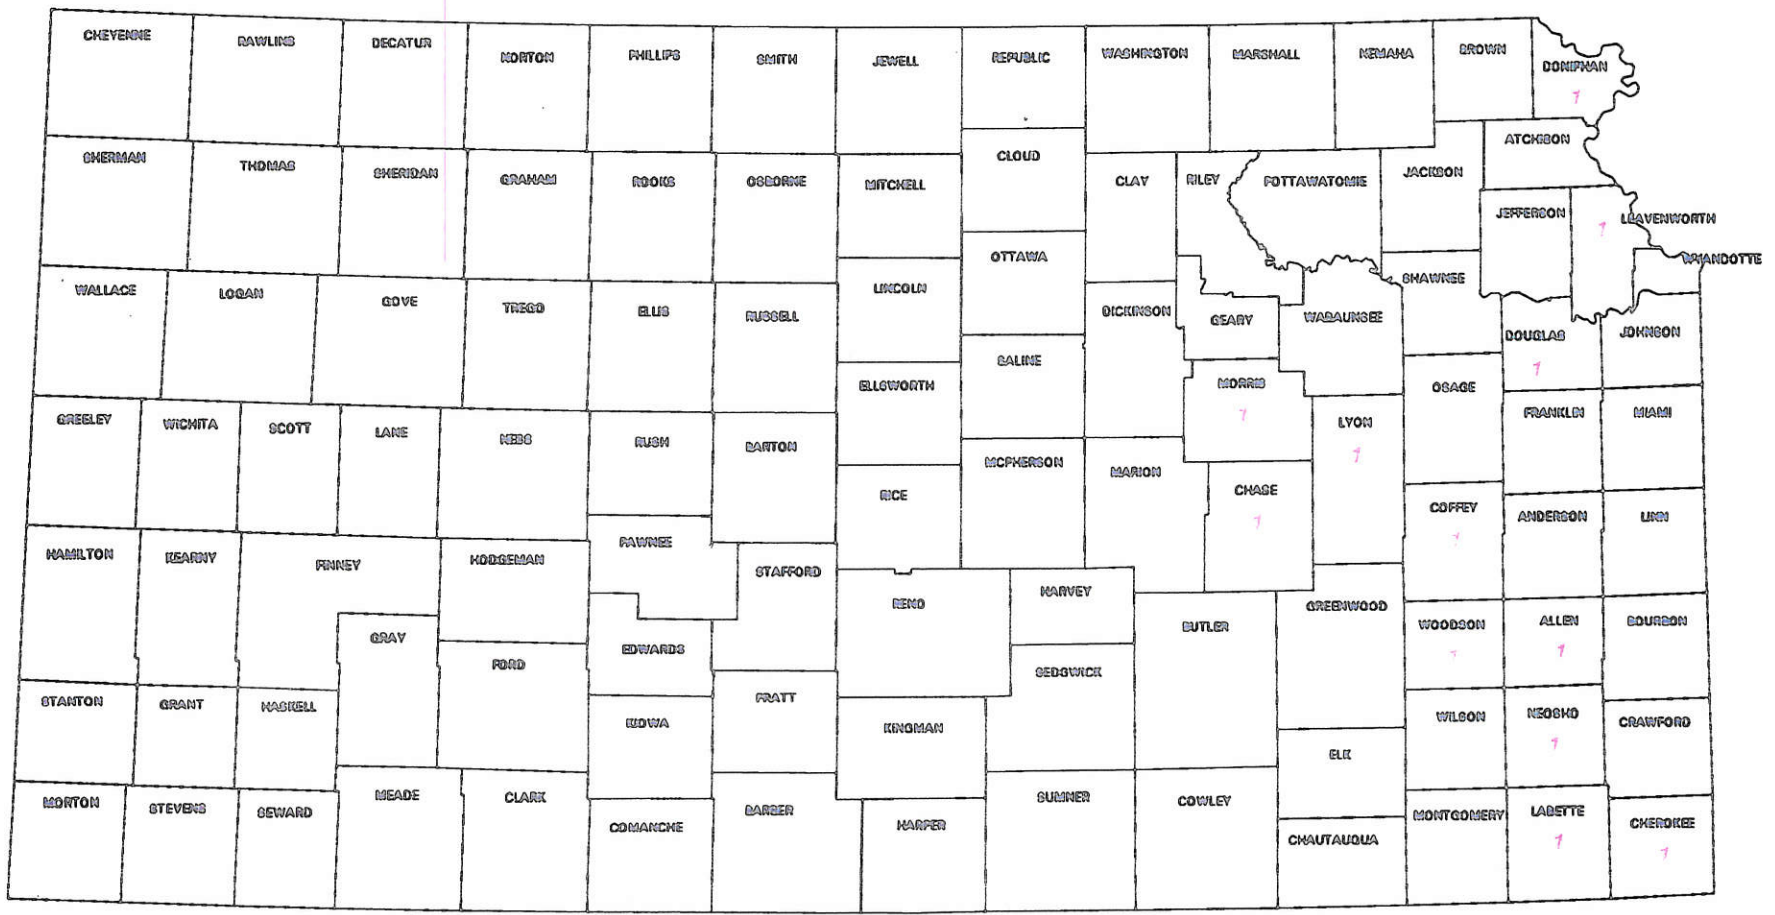 CHEYENNE RAWLINS DECATUR NORTON PHILLIPS SMITH JEWELL REPUBLIC WASHINGTON MARSHALL NEMAHA BROWN DONIPHAN
1
SHERMAN THOMAS SHERIDAN GRAHAM ROOKS OSBORNE MITCHELL CLOUD CLAY RILEY POTTAWATOMIE JACKSON ATCHISON
JEFFERSON LEAVENWORTH
1
WALLACE LOGAN GOVE TREGO ELLIS RUSSELL LINCOLN OTTAWA DICKINSON GEARY WABAUNSEE SHAWNEE WYANDOTTE
DOUGLAS JOHNSON
1
GREELEY WICHITA SCOTT LANE NESS RUSH BARTON ELLSWORTH SALINE MORRIS OSAGE FRANKLIN MIAMI
1
LYON
1
RICE MCPHERSON MARION CHASE COFFEY ANDERSON LINN
1 1
HAMILTON KEARNY FINNEY HODGEMAN PAWNEE STAFFORD
RENO HARVEY BUTLER GREENWOOD WOODSON ALLEN BOURBON
1 1
GRAY FORD EDWARDS SEDGWICK
STANTON GRANT HASKELL KIOWA PRATT KINGMAN ELK WILSON NEOSHO CRAWFORD
1
MORTON STEVENS SEWARD MEADE CLARK COMANCHE BARBER HARPER SUMNER COWLEY CHAUTAUQUA MONTGOMERY LABETTE CHEROKEE
1 1